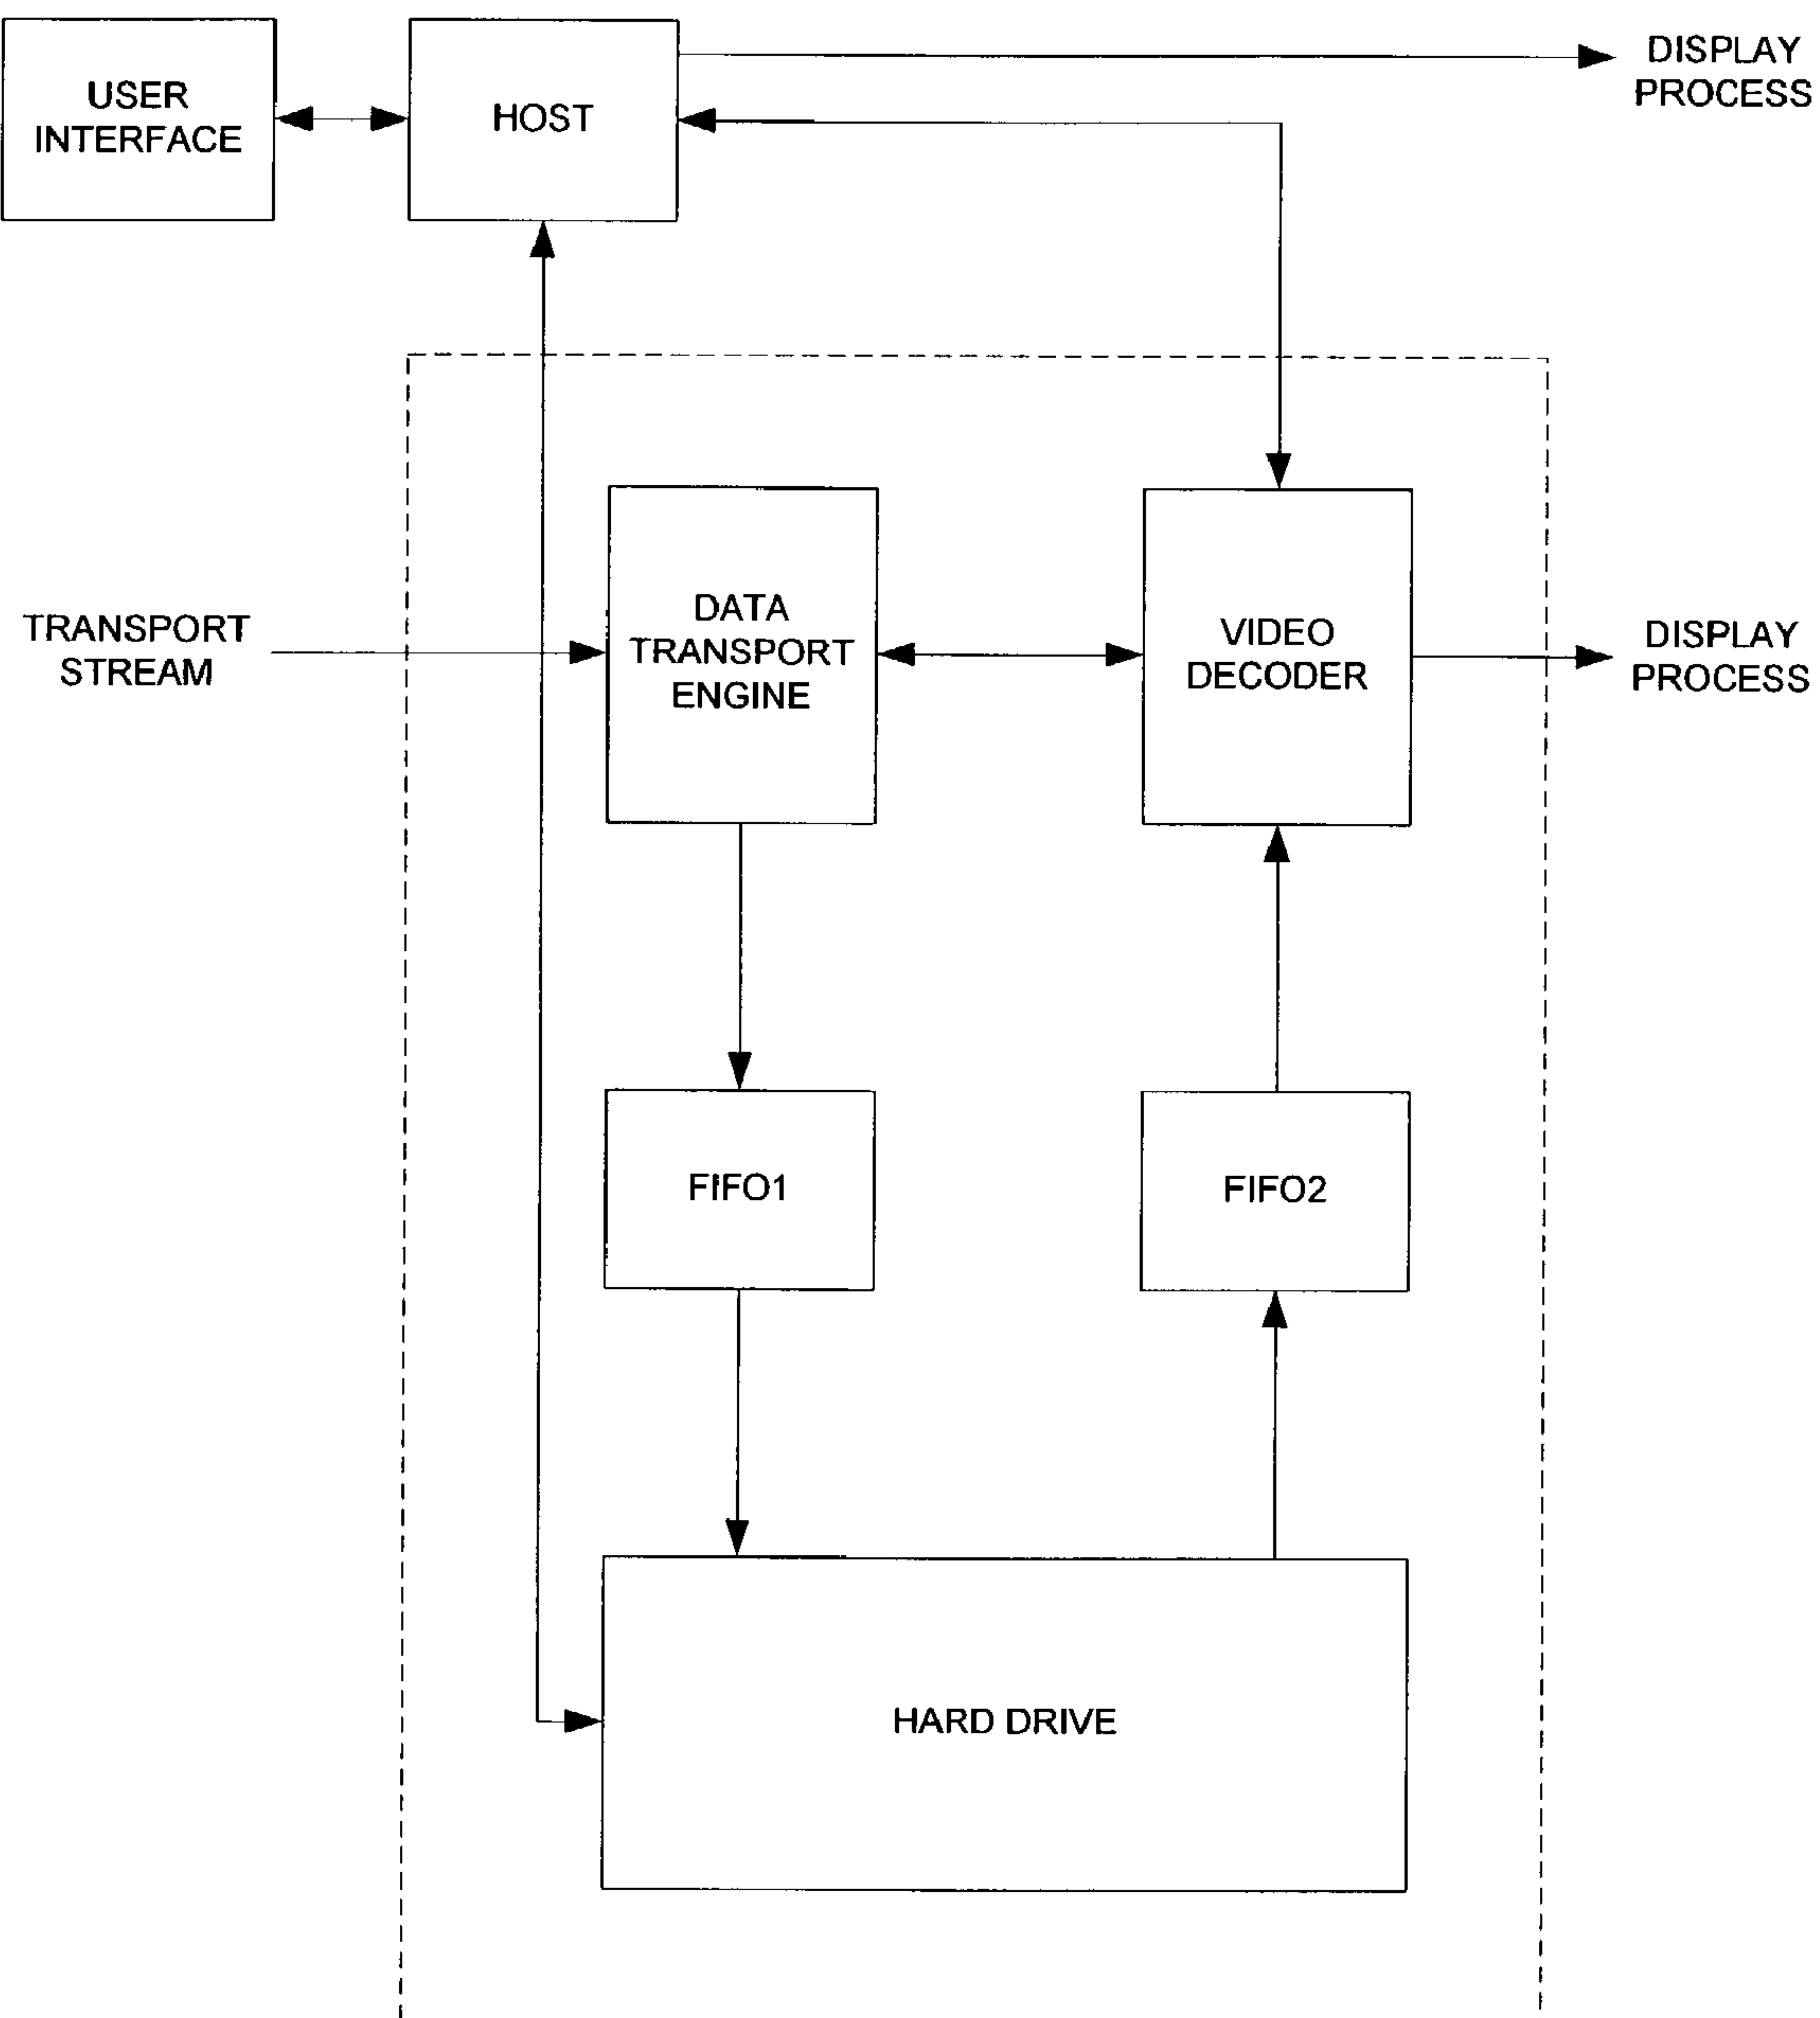 USER
INTERFACE
HOST
DISPLAY
PROCESS
TRANSPORT
STREAM
DATA
TRANSPORT
ENGINE
VIDEO
DECODER
DISPLAY
PROCESS
FIFO1
FIFO2
HARD DRIVE